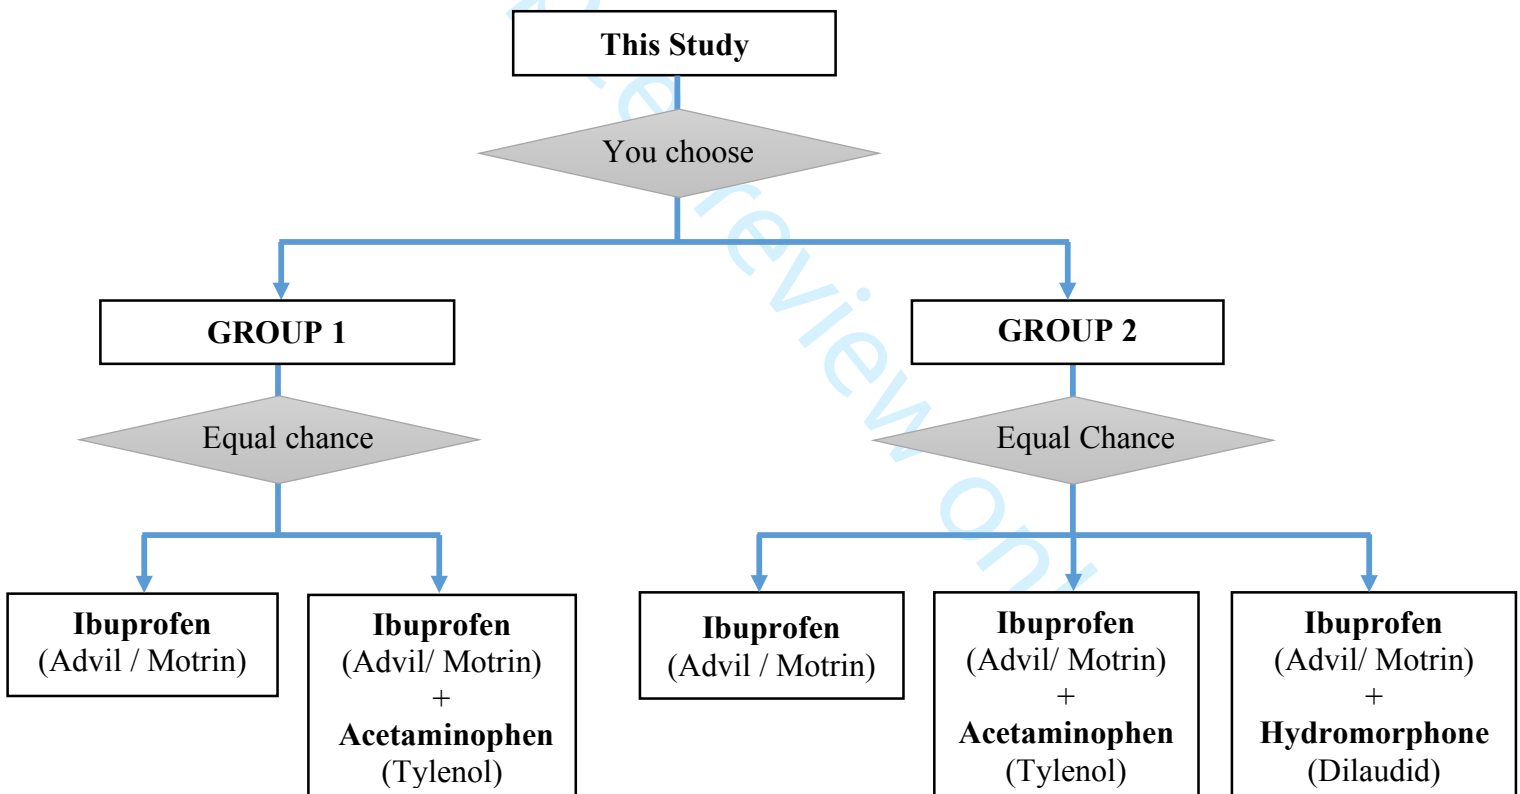 This Study
You choose
GROUP 1
GROUP 2
Equal chance
Equal Chance
Ibuprofen
(Advil / Motrin)
Ibuprofen
(Advil/ Motrin)
+
Acetaminophen
(Tylenol)
Ibuprofen
(Advil / Motrin)
Ibuprofen
(Advil/ Motrin)
+
Acetaminophen
(Tylenol)
Ibuprofen
(Advil/ Motrin)
+
Hydromorphone
(Dilaudid)
review